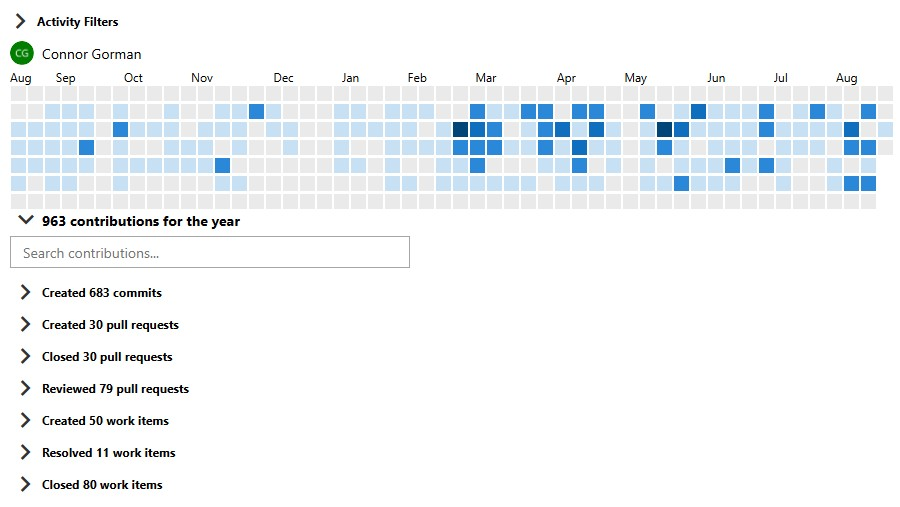 Activity Filters
CG Connor Gorman
Aug Sep Oct Nov Dec Jan Feb Mar Apr May Jun Jul Aug
963 contributions for the year
Search contributions...
Created 683 commits
Created 30 pull requests
Closed 30 pull requests
Reviewed 79 pull requests
Created 50 work items
Resolved 11 work items
Closed 80 work items